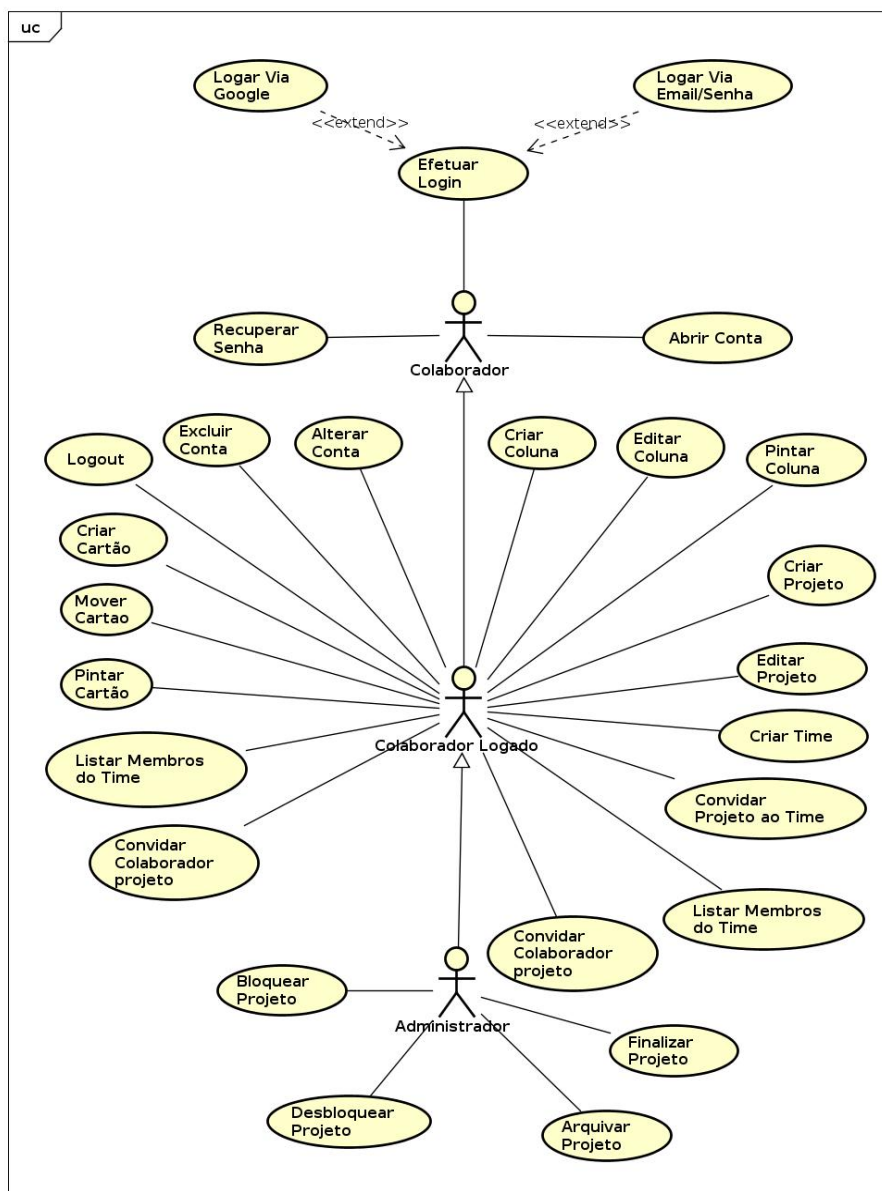 uc
Logar Via
Google
Logar Via
Email/Senha
<<extend>>
<<extend>>
Efetuar
Login
Recuperar
Senha
Abrir Conta
Colaborador
Logout
Excluir
Conta
Alterar
Conta
Criar
Coluna
Editar
Coluna
Pintar
Coluna
Criar
Cartão
Criar
Projeto
Mover
Cartao
Editar
Projeto
Pintar
Cartão
Criar Time
Colaborador Logado
Listar Membros
do Time
Convidar
Projeto ao Time
Convidar
Colaborador
projeto
Listar Membros
do Time
Convidar
Colaborador
projeto
Bloquear
Projeto
Administrador
Finalizar
Projeto
Desbloquear
Projeto
Arquivar
Projeto